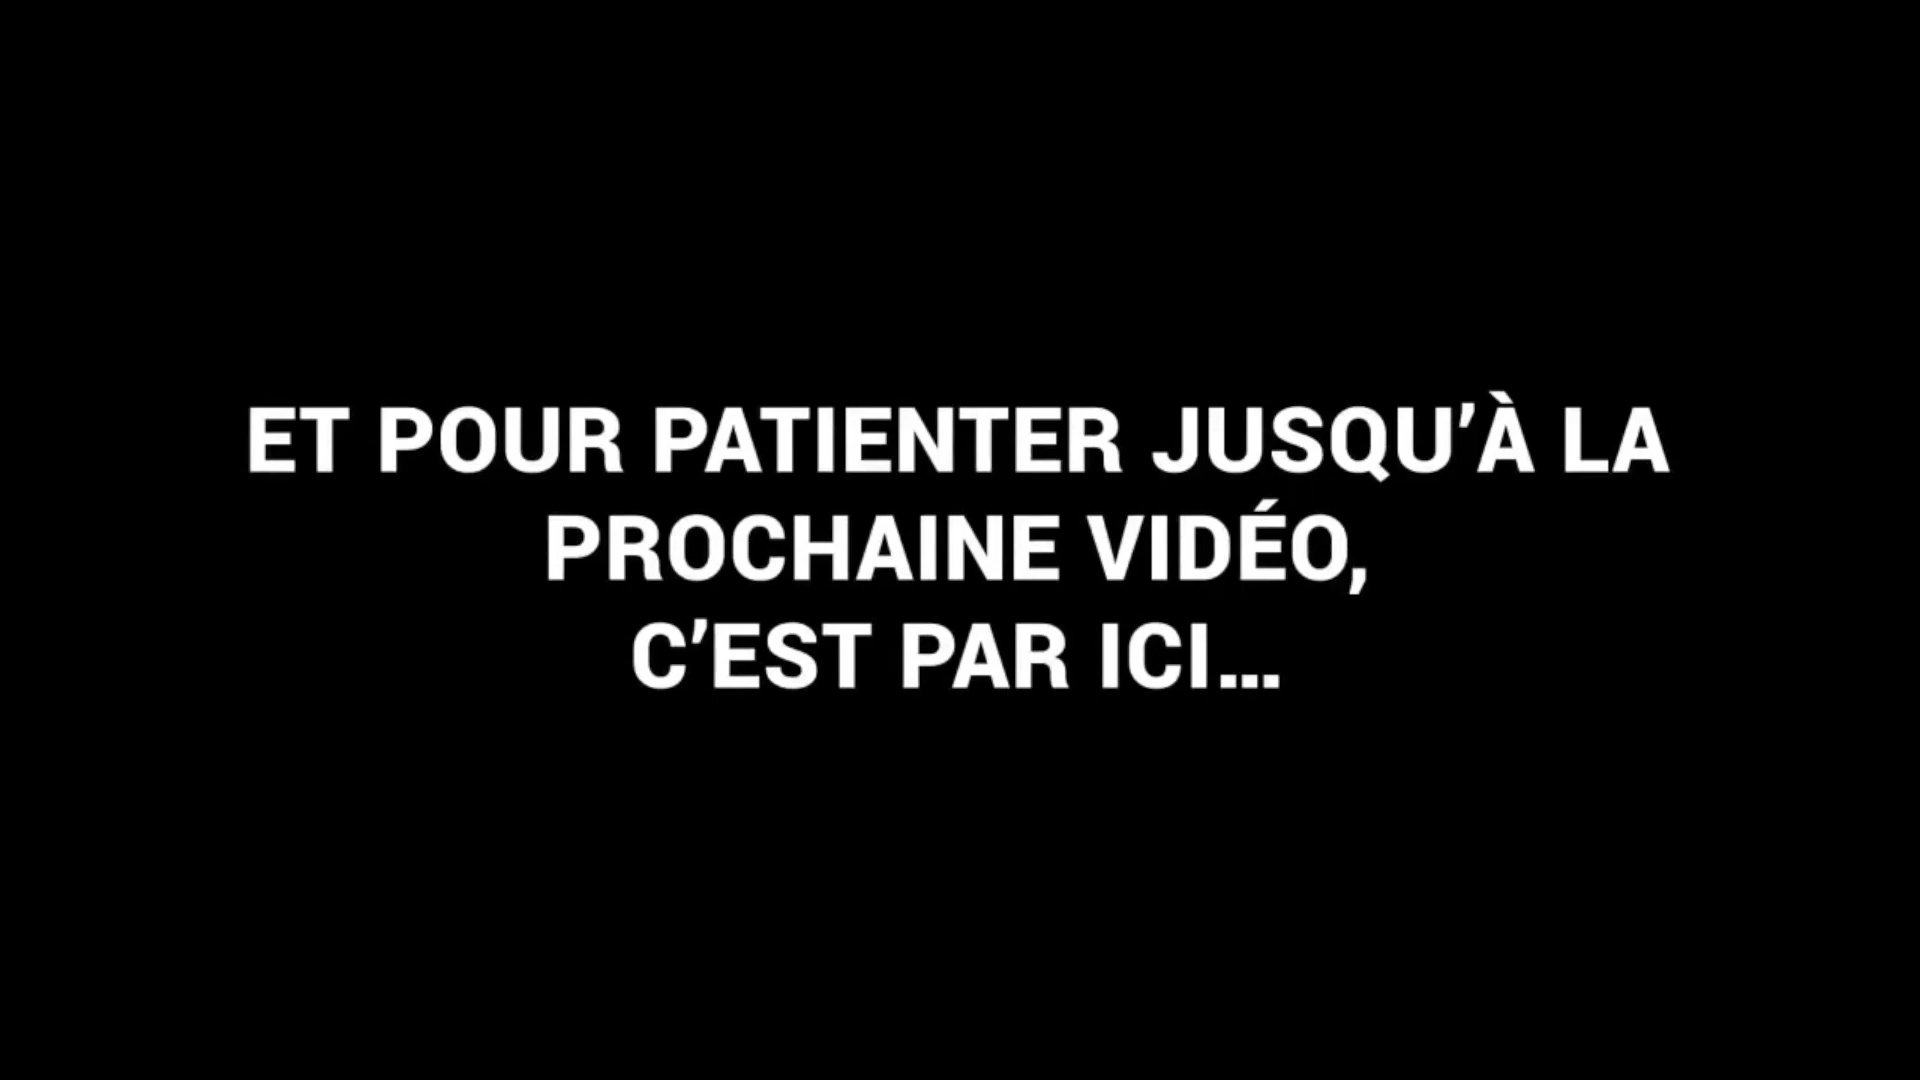 ET POUR PATIENTER JUSQU’À LA
PROCHAINE VIDÉO,
C’EST PAR ICI...